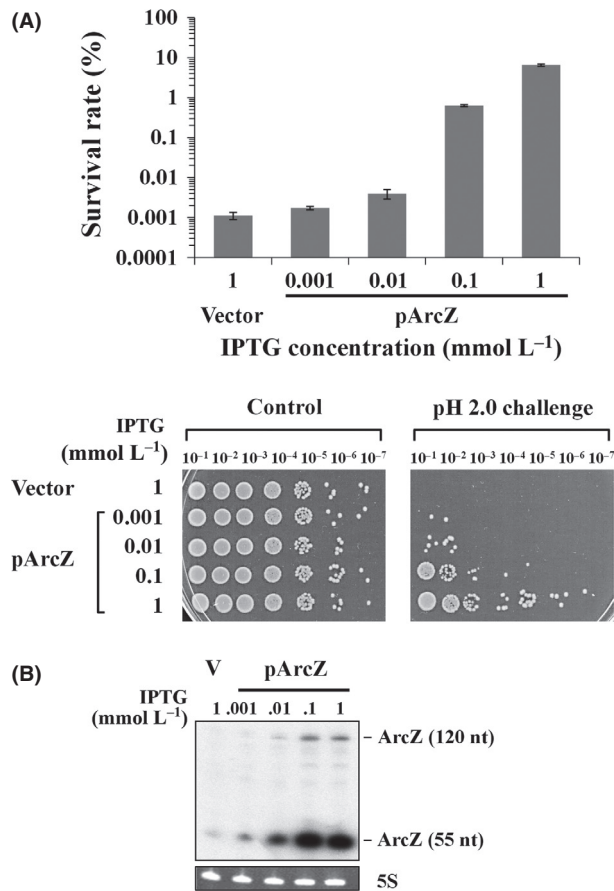 (A)
Survival rate (%)
10
1
0.1
0.01
0.001
0.0001
1 0.001 0.01 0.1 1
Vector pArcZ
IPTG concentration (mmol L⁻¹)
Control pH 2.0 challenge
IPTG
(mmol L⁻¹) 10⁻¹ 10⁻² 10⁻³ 10⁻⁴ 10⁻⁵ 10⁻⁶ 10⁻⁷ 10⁻¹ 10⁻² 10⁻³ 10⁻⁴ 10⁻⁵ 10⁻⁶ 10⁻⁷
Vector 1
0.001
pArcZ 0.01
0.1
1
(B)
V pArcZ
IPTG
(mmol L⁻¹) 1 .001 .01 .1 1
– ArcZ (120 nt)
– ArcZ (55 nt)
5S